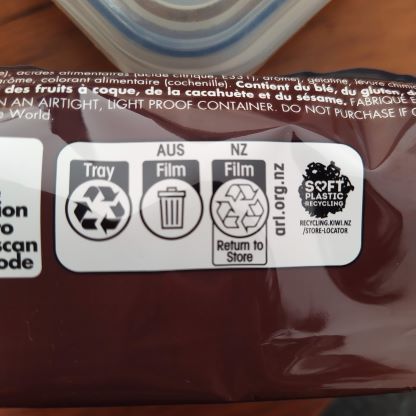 acides alimentaires (acide citrique, E331), arôme), gélatine, levure chimique
arôme, colorant alimentaire (cochenille). Contient du blé, du gluten,
des fruits à coque, de la cacahuète et du sésame. FABRIQUÉ
AN AIRTIGHT, LIGHT PROOF CONTAINER. DO NOT PURCHASE IF
World.
ion
ro
scan
ode
AUS NZ
Tray Film Film
Return to
Store
arl.org.nz
SOFT
PLASTIC
RECYCLING
RECYCLING.KIWI.NZ
/STORE-LOCATOR